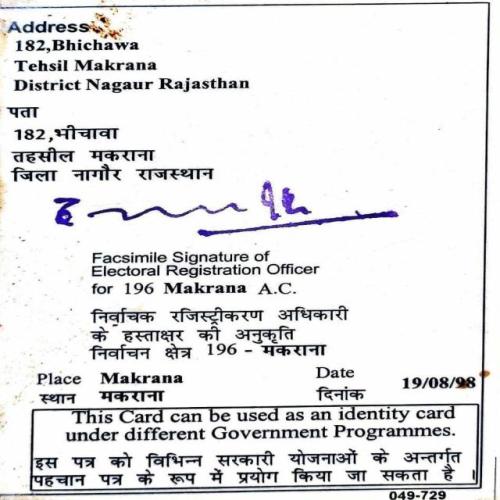 Address
182,Bhichawa
Tehsil Makrana
District Nagaur Rajasthan
पता
182,भीचावा
तहसील मकराना
जिला नागौर राजस्थान
Facsimile Signature of
Electoral Registration Officer
for 196 Makrana A.C.
निर्वाचक रजिस्ट्रीकरण अधिकारी
के हस्ताक्षर की अनुकृति
निर्वाचन क्षेत्र 196 - मकराना
Place Makrana Date 19/08/98
स्थान मकराना दिनांक
This Card can be used as an identity card
under different Government Programmes.
इस पत्र को विभिन्न सरकारी योजनाओं के अन्तर्गत
पहचान पत्र के रूप में प्रयोग किया जा सकता है ।
049-729